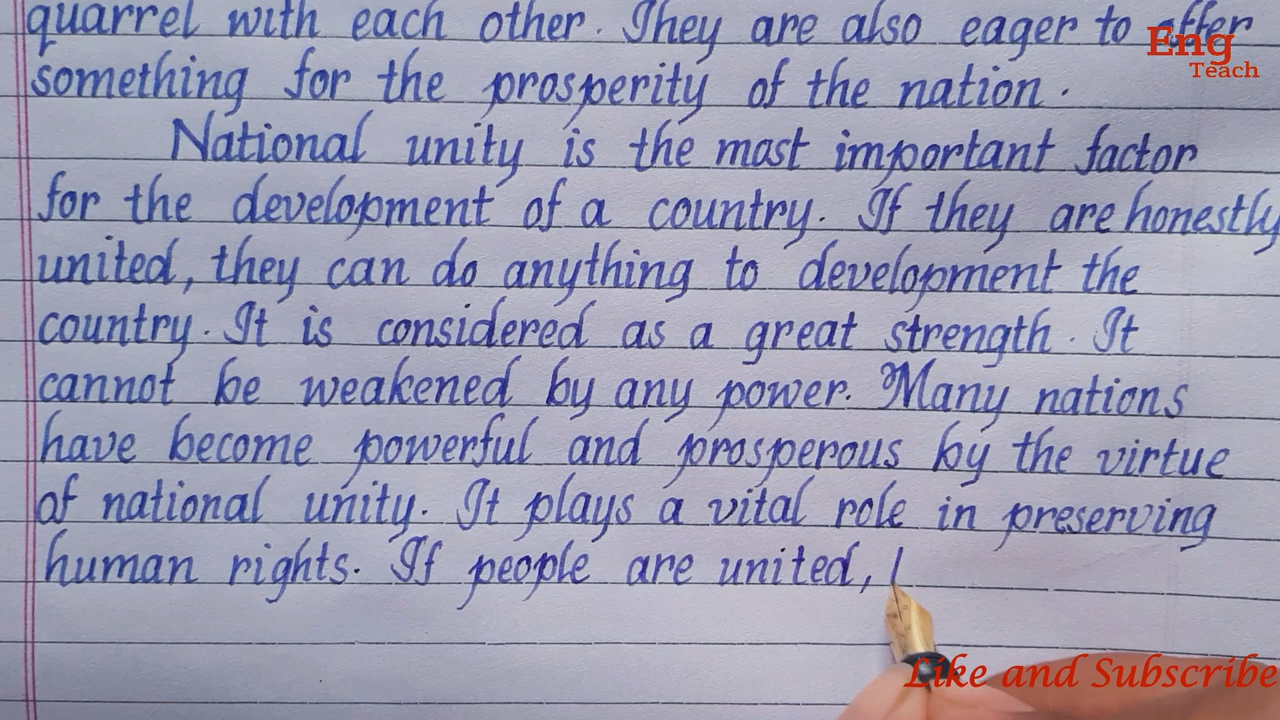 quarrel with each other. They are also eager to offer
Eng
Teach
something for the prosperity of the nation.
National unity is the most important factor
for the development of a country. If they are honestly
united, they can do anything to development the
country. It is considered as a great strength. It
cannot be weakened by any power. Many nations
have become powerful and prosperous by the virtue
of national unity. It plays a vital role in preserving
human rights. If people are united,
Like and Subscribe